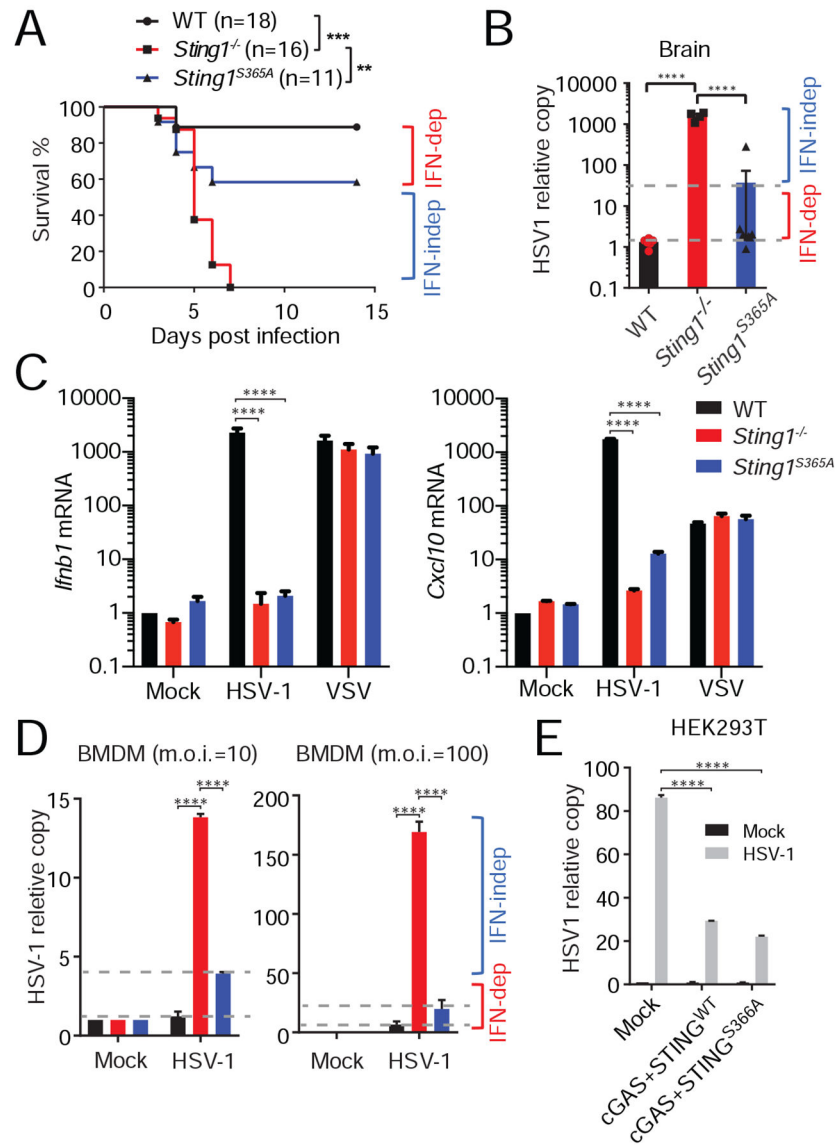 A
WT (n=18)
Sting1-/- (n=16)
Sting1S365A (n=11)
***
**
Survival %
100
80
60
40
20
0
0
5
10
15
Days post infection
IFN-dep
IFN-indep
B
Brain
****
****
HSV1 relative copy
10000
1000
100
10
1
0.1
WT
Sting1-/-
Sting1S365A
IFN-indep
IFN-dep
C
Ifnb1 mRNA
10000
1000
100
10
1
0.1
****
****
Mock
HSV-1
VSV
Cxcl10 mRNA
10000
1000
100
10
1
0.1
****
****
Mock
HSV-1
VSV
WT
Sting1-/-
Sting1S365A
D
BMDM (m.o.i.=10)
HSV-1 reletive copy
15
10
5
1
0
****
****
Mock
HSV-1
BMDM (m.o.i.=100)
200
150
100
50
0
****
****
Mock
HSV-1
IFN-indep
IFN-dep
E
HEK293T
HSV1 relative copy
100
80
60
40
20
0
****
****
Mock
HSV-1
Mock
cGAS+STINGWT
cGAS+STINGS366A